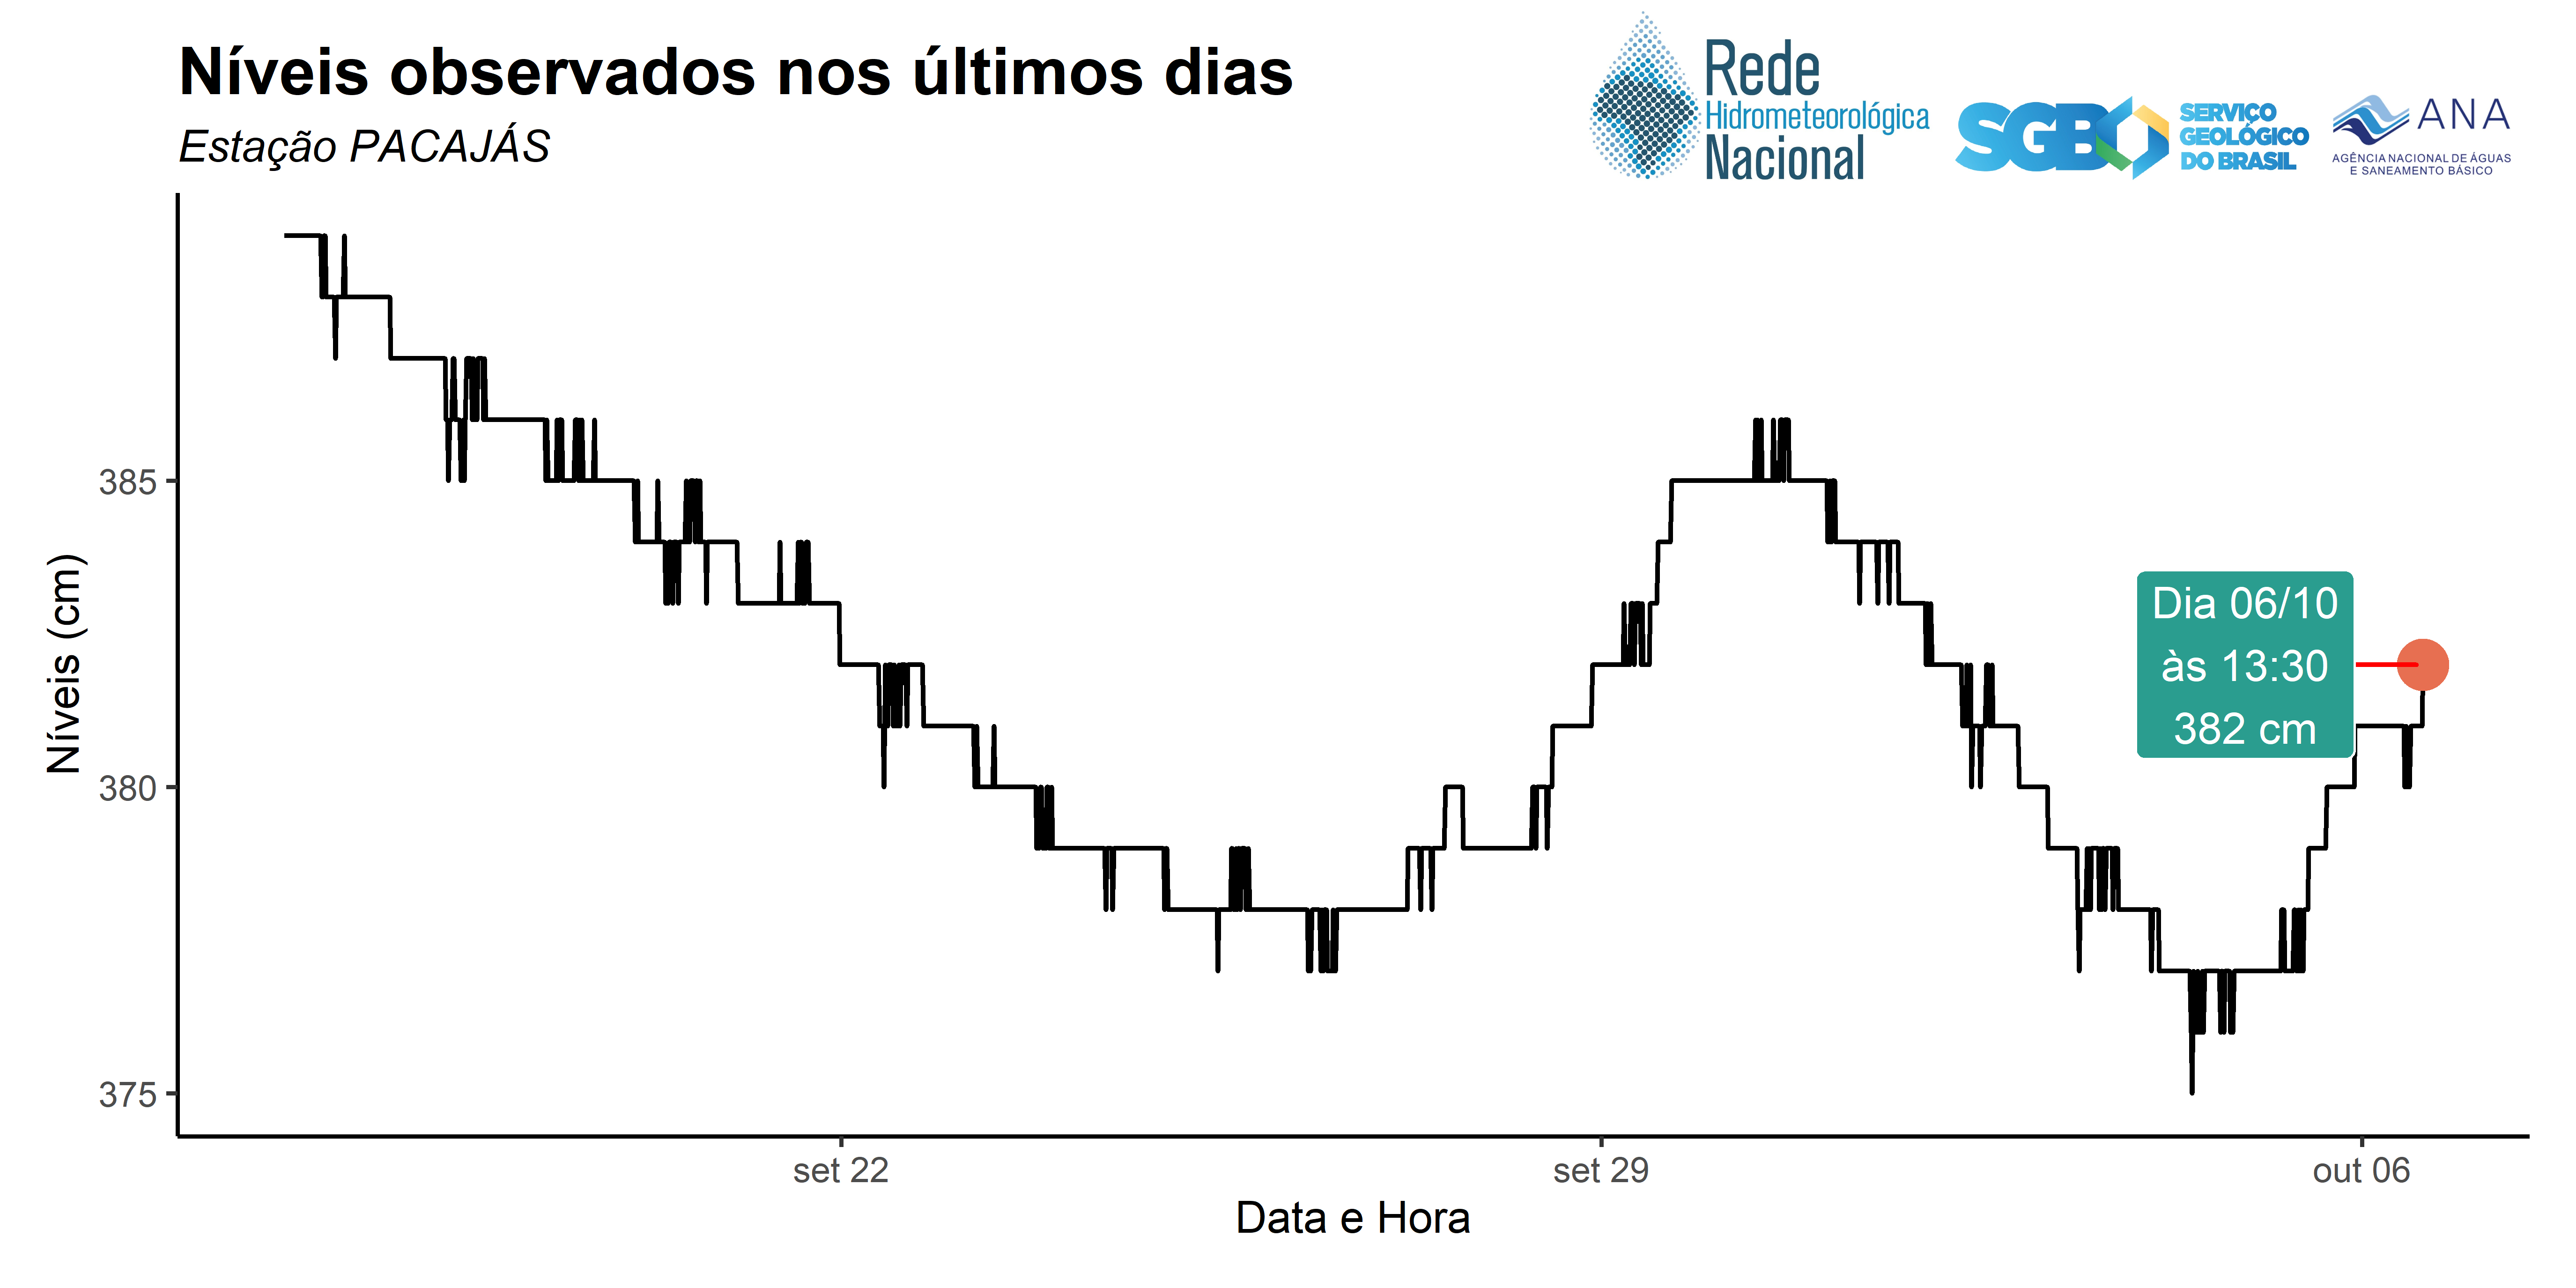 Níveis observados nos últimos dias
Estação PACAJÁS
Rede
Hidrometeorológica
Nacional
SGB
SERVIÇO
GEOLÓGICO
DO BRASIL
ANA
AGÊNCIA NACIONAL DE ÁGUAS
E SANEAMENTO BÁSICO
Níveis (cm)
385
380
375
Dia 06/10
às 13:30
382 cm
set 22
set 29
out 06
Data e Hora